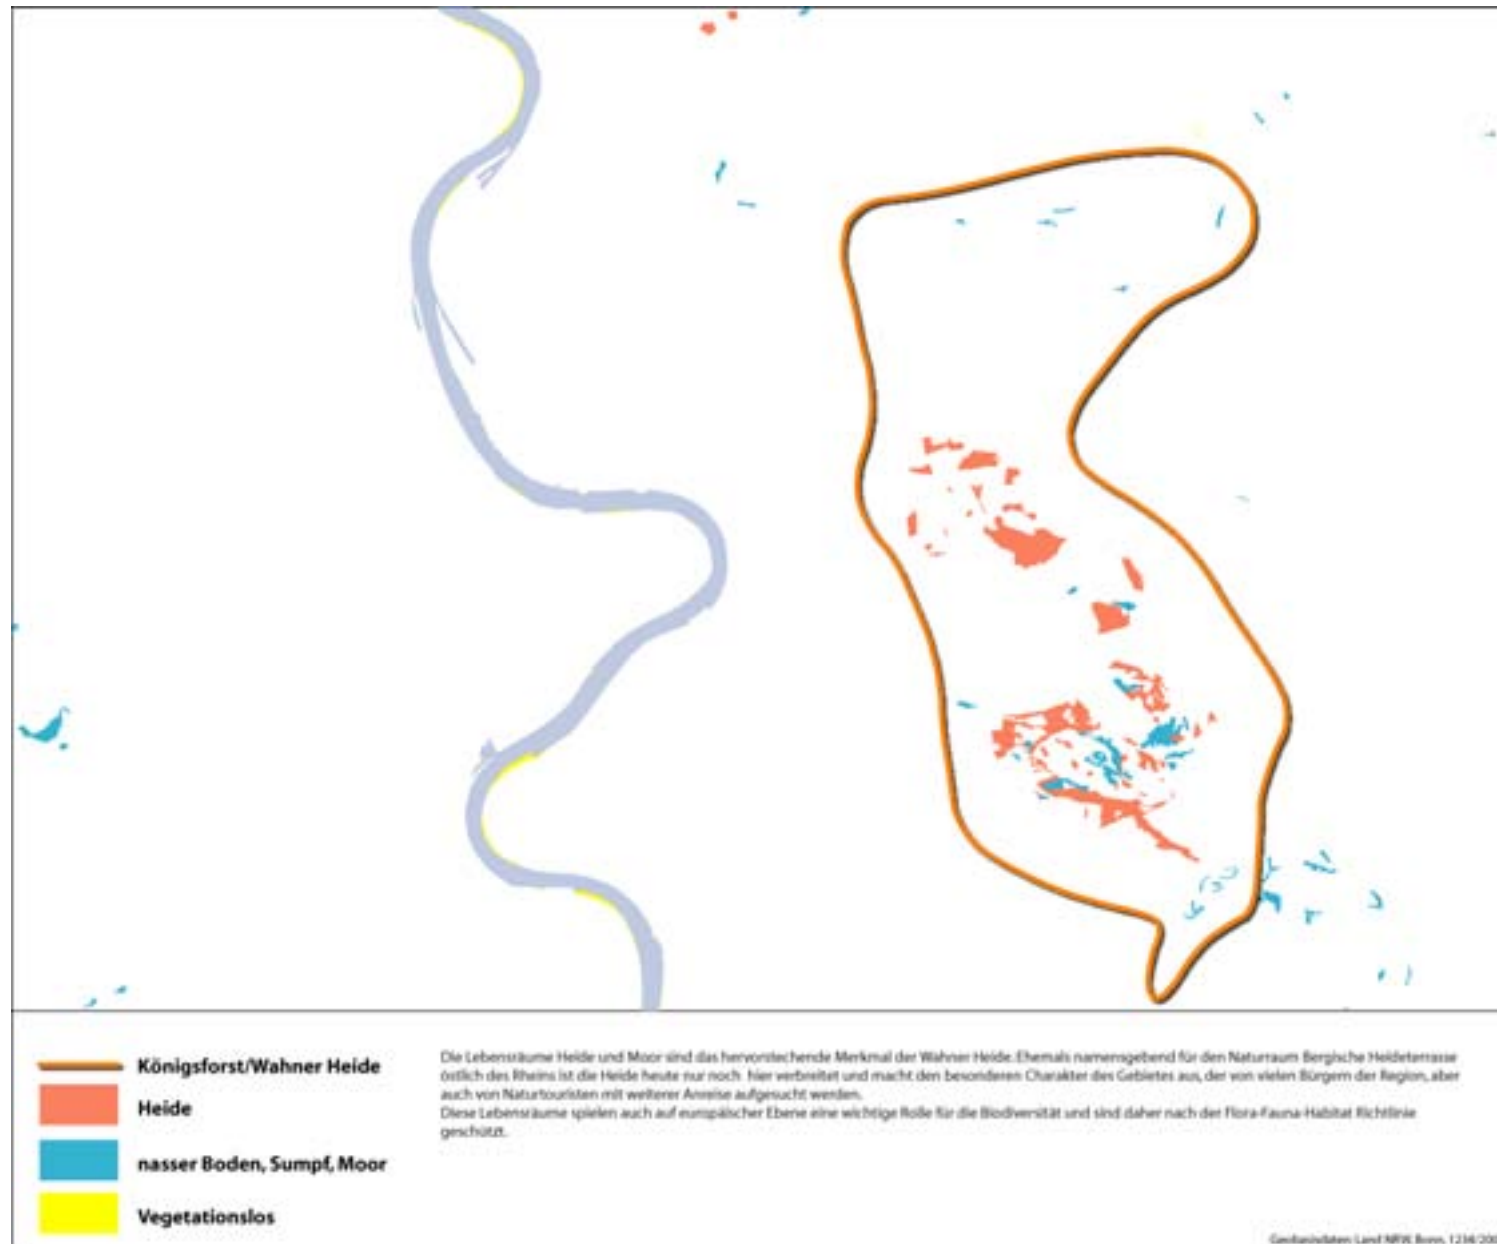 Königsforst/Wahner Heide
Heide
nasser Boden, Sumpf, Moor
Vegetationslos
Die Lebensräume Heide und Moor sind das hervorstechende Merkmal der Wahner Heide. Ehemals namensgebend für den Naturraum Bergische Heideterrasse
östlich des Rheins ist die Heide heute nur noch hier verbreitet und macht den besonderen Charakter des Gebietes aus, der von vielen Bürgern der Region, aber
auch von Naturtouristen mit weiterer Anreise aufgesucht werden.
Diese Lebensräume spielen auch auf europäischer Ebene eine wichtige Rolle für die Biodiversität und sind daher nach der Flora-Fauna-Habitat Richtlinie
geschützt.
Geobasisdaten: Land NRW, Bonn,